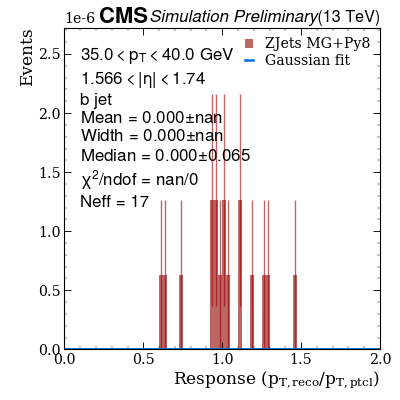 1e-6 CMS Simulation Preliminary (13 TeV)
Events
ZJets MG+Py8
Gaussian fit
35.0 < p_T < 40.0 GeV
1.566 < |η| < 1.74
b jet
Mean = 0.000±nan
Width = 0.000±nan
Median = 0.000±0.065
χ²/ndof = nan/0
Neff = 17
2.5
2.0
1.5
1.0
0.5
0.0
0.0 0.5 1.0 1.5 2.0
Response (p_T,reco/p_T,ptcl)